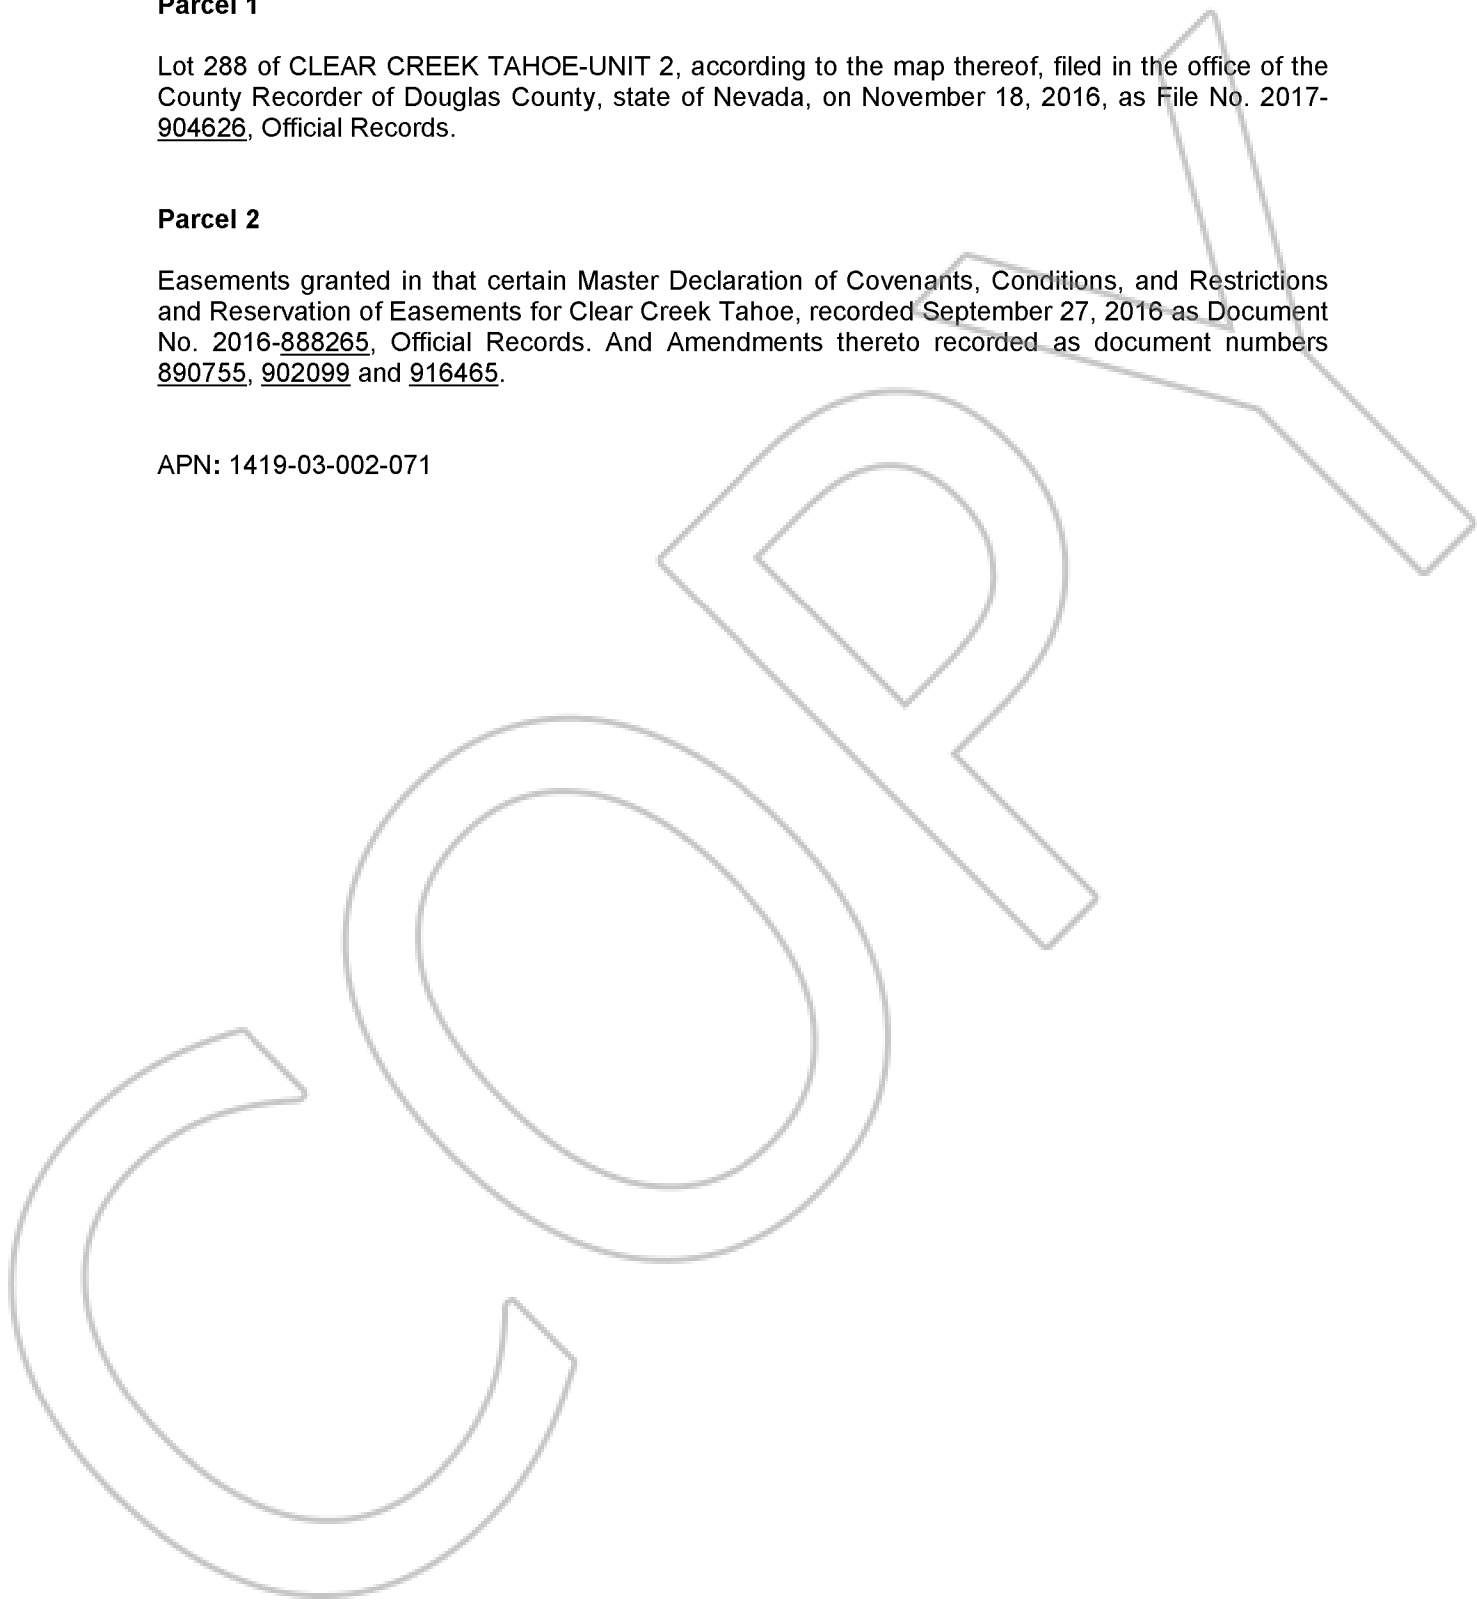 Parcel 1
Lot 288 of CLEAR CREEK TAHOE-UNIT 2, according to the map thereof, filed in the office of the
County Recorder of Douglas County, state of Nevada, on November 18, 2016, as File No. 2017-
904626, Official Records.
Parcel 2
Easements granted in that certain Master Declaration of Covenants, Conditions, and Restrictions
and Reservation of Easements for Clear Creek Tahoe, recorded September 27, 2016 as Document
No. 2016-888265, Official Records. And Amendments thereto recorded as document numbers
890755, 902099 and 916465.
APN: 1419-03-002-071
COPY